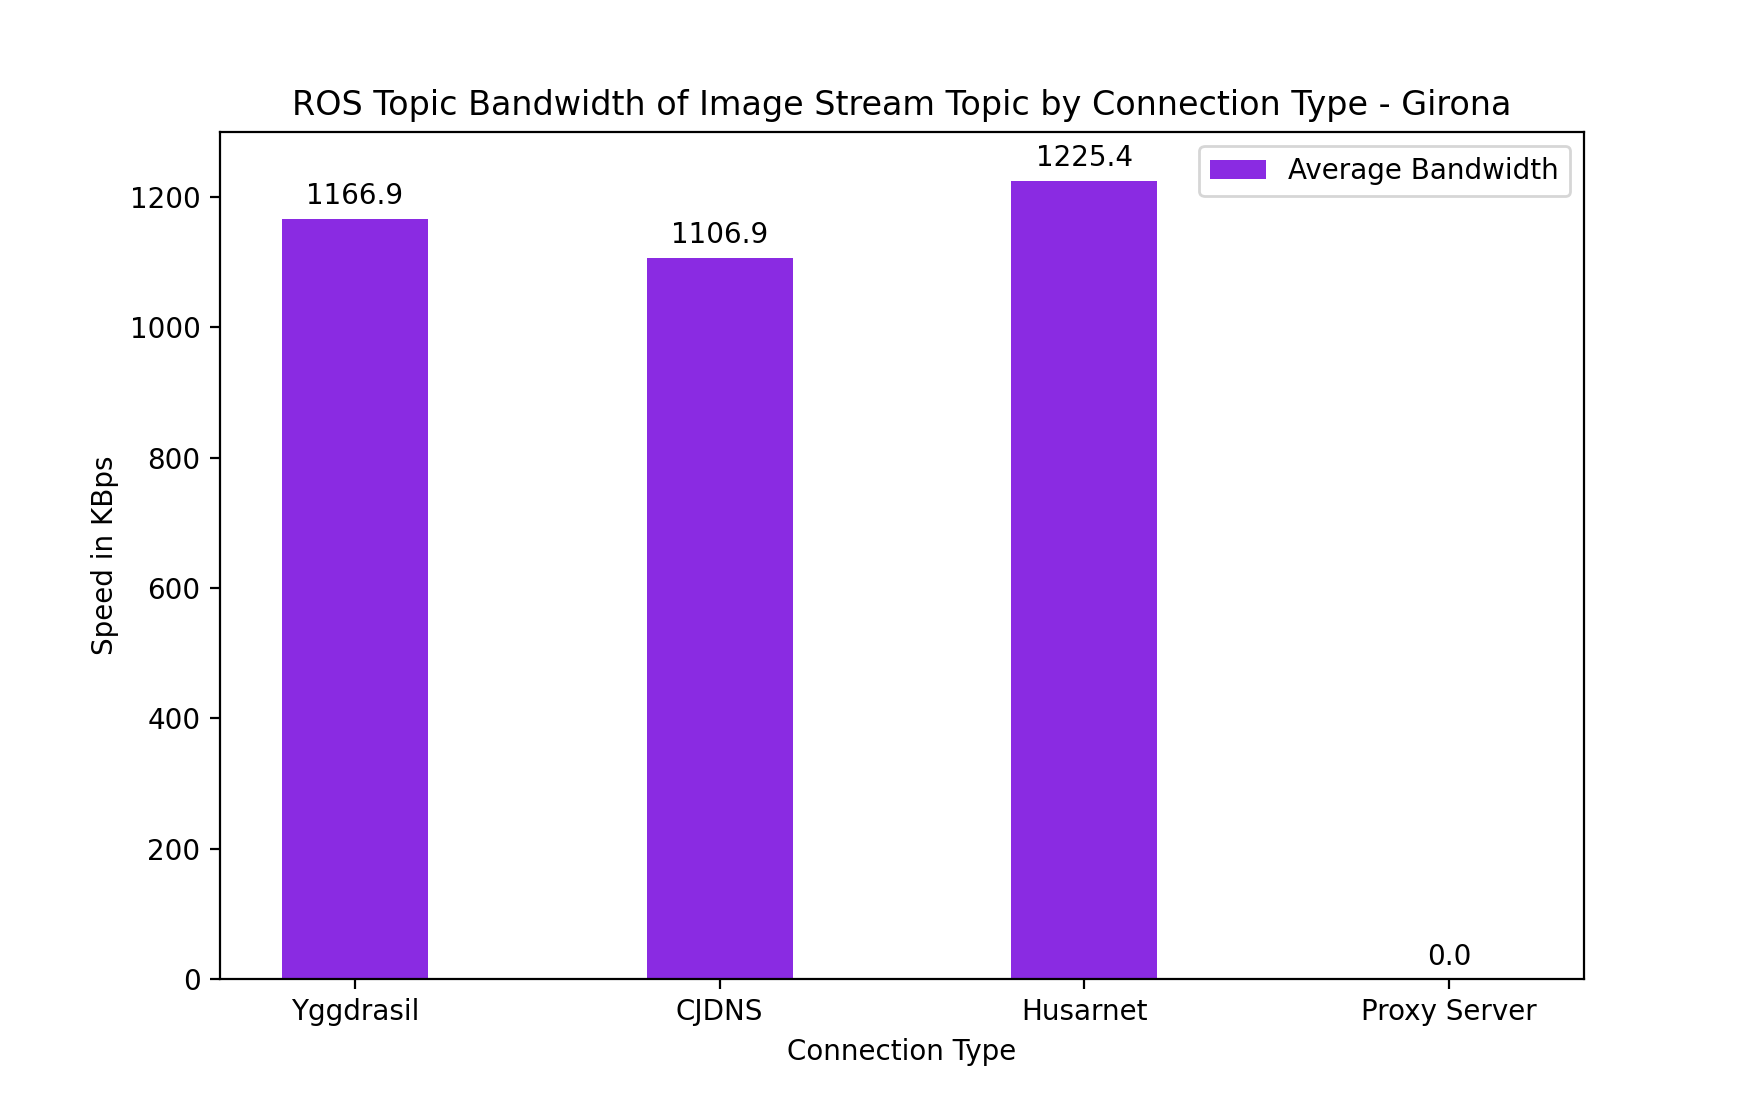 ROS Topic Bandwidth of Image Stream Topic by Connection Type - Girona
Average Bandwidth
1166.9
1106.9
1225.4
0.0
1200
1000
800
600
400
200
0
Speed in KBps
Yggdrasil
CJDNS
Husarnet
Proxy Server
Connection Type